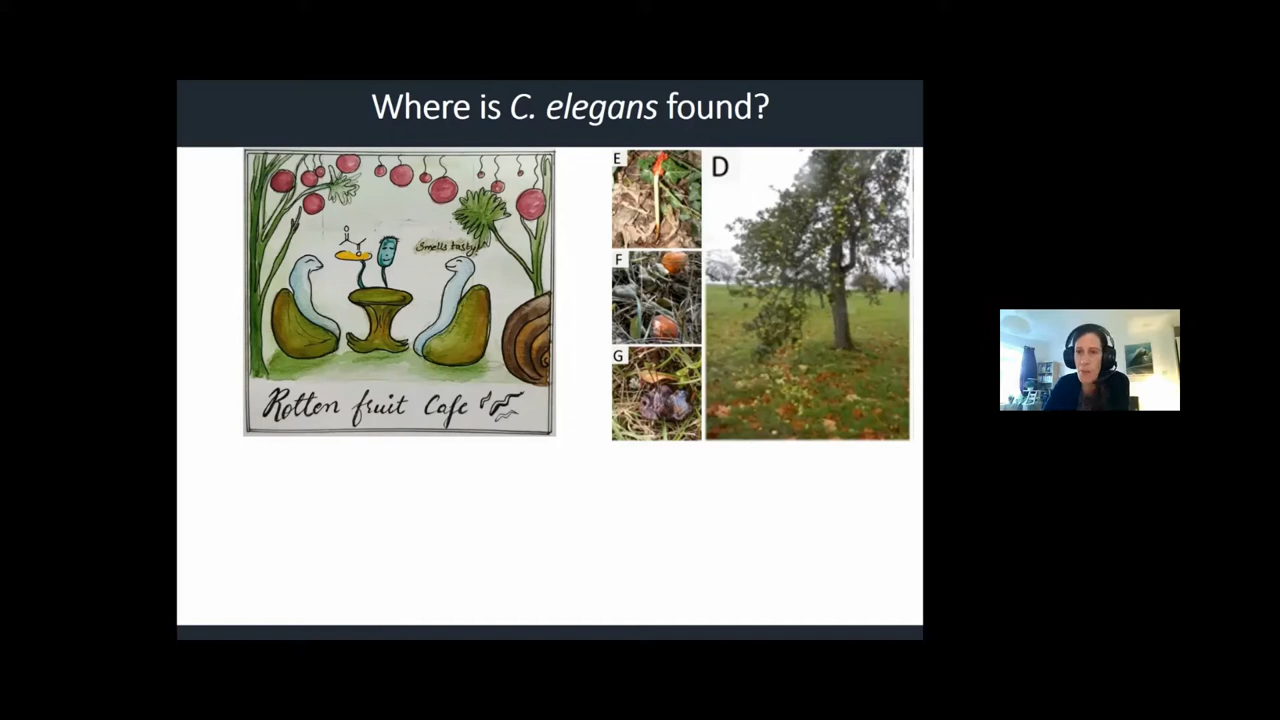 Where is C. elegans found?
Smells tasty
Rotten fruit Cafe
E
D
F
G
O
O